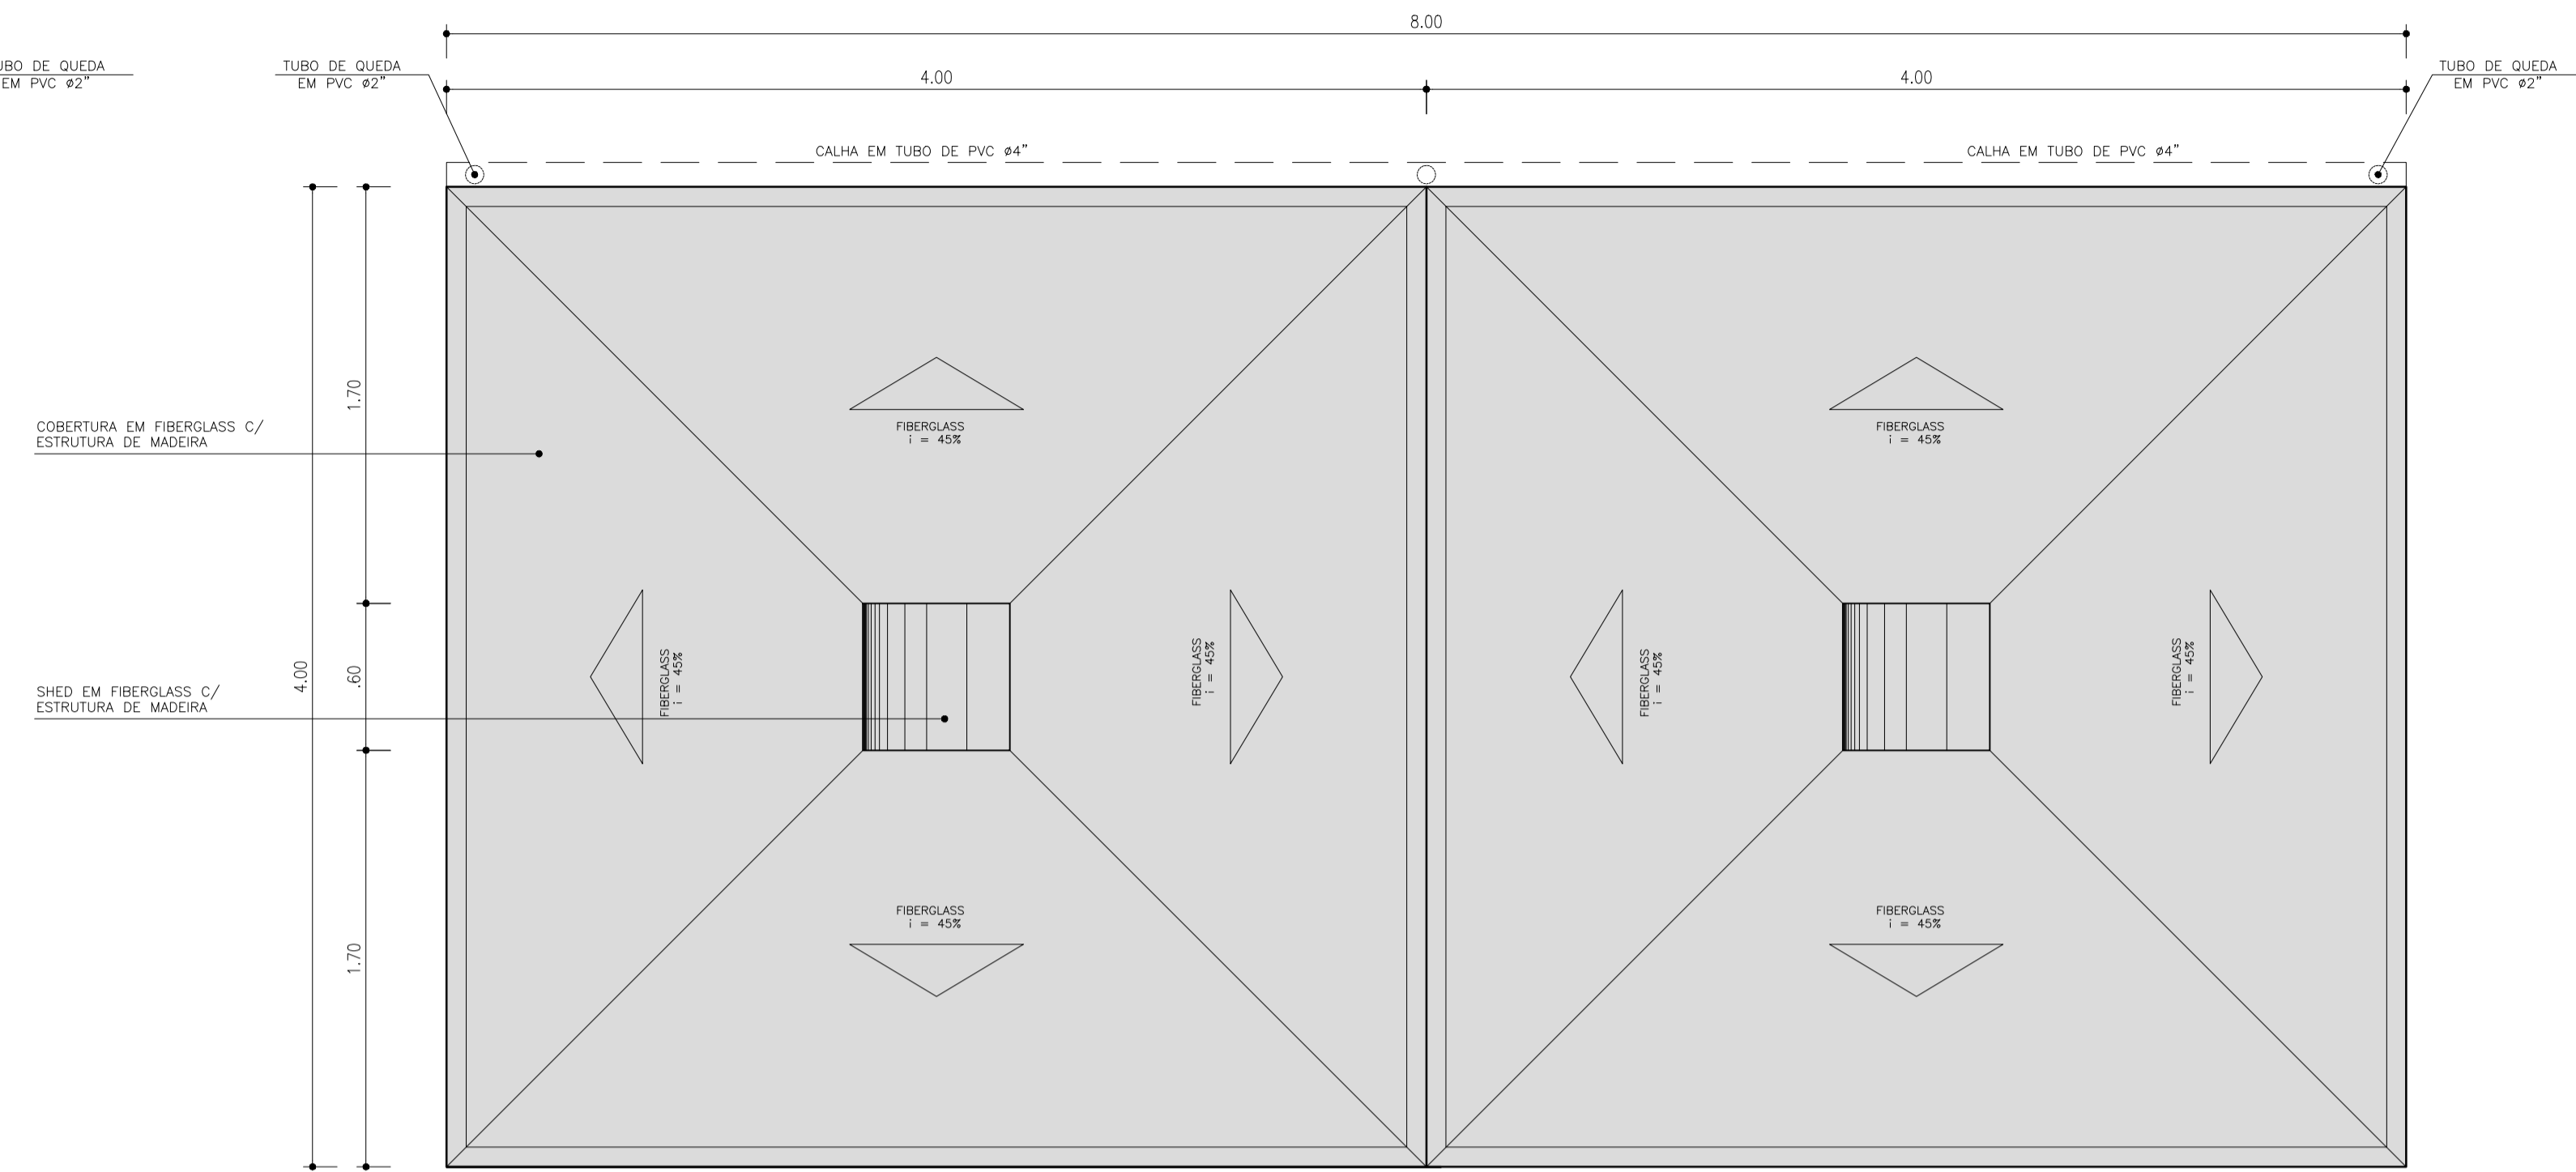 8.00
UBO DE QUEDA
EM PVC ø2"
TUBO DE QUEDA
EM PVC ø2"
4.00
4.00
TUBO DE QUEDA
EM PVC ø2"
CALHA EM TUBO DE PVC ø4"
CALHA EM TUBO DE PVC ø4"
1.70
COBERTURA EM FIBERGLASS C/
ESTRUTURA DE MADEIRA
FIBERGLASS
i = 45%
FIBERGLASS
i = 45%
4.00
.60
SHED EM FIBERGLASS C/
ESTRUTURA DE MADEIRA
FIBERGLASS
i = 45%
FIBERGLASS
i = 45%
FIBERGLASS
i = 45%
FIBERGLASS
i = 45%
1.70
FIBERGLASS
i = 45%
FIBERGLASS
i = 45%